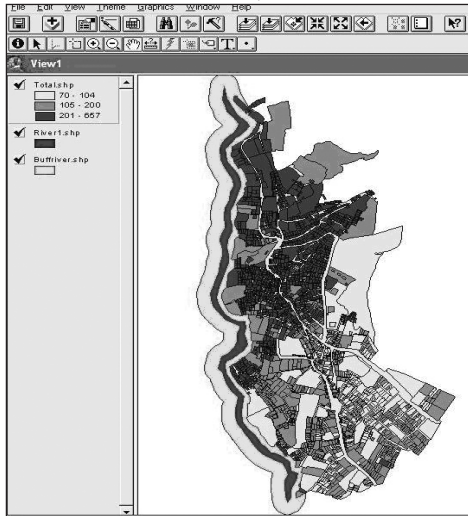 File Edit View Theme Graphics Window Help
View1
Total.shp
70 - 104
105 - 200
201 - 657
River1.shp
Buffriver.shp